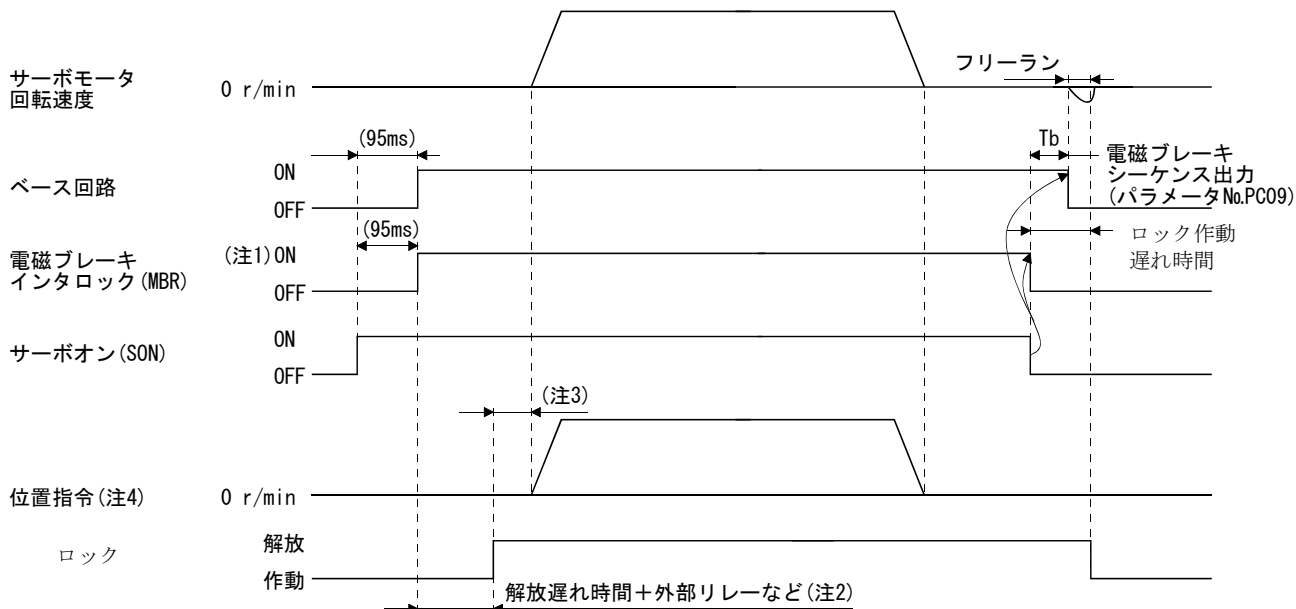 フリーラン
サーボモータ
回転速度
0 r/min
(95ms)
Tb
電磁ブレーキ
シーケンス出力
(パラメータNo.PC09)
ベース回路
ON
OFF
(95ms)
ロック作動
遅れ時間
電磁ブレーキ
インタロック(MBR)
(注1)ON
OFF
サーボオン(SON)
ON
OFF
(注3)
位置指令(注4)
0 r/min
ロック
解放
作動
解放遅れ時間+外部リレーなど(注2)